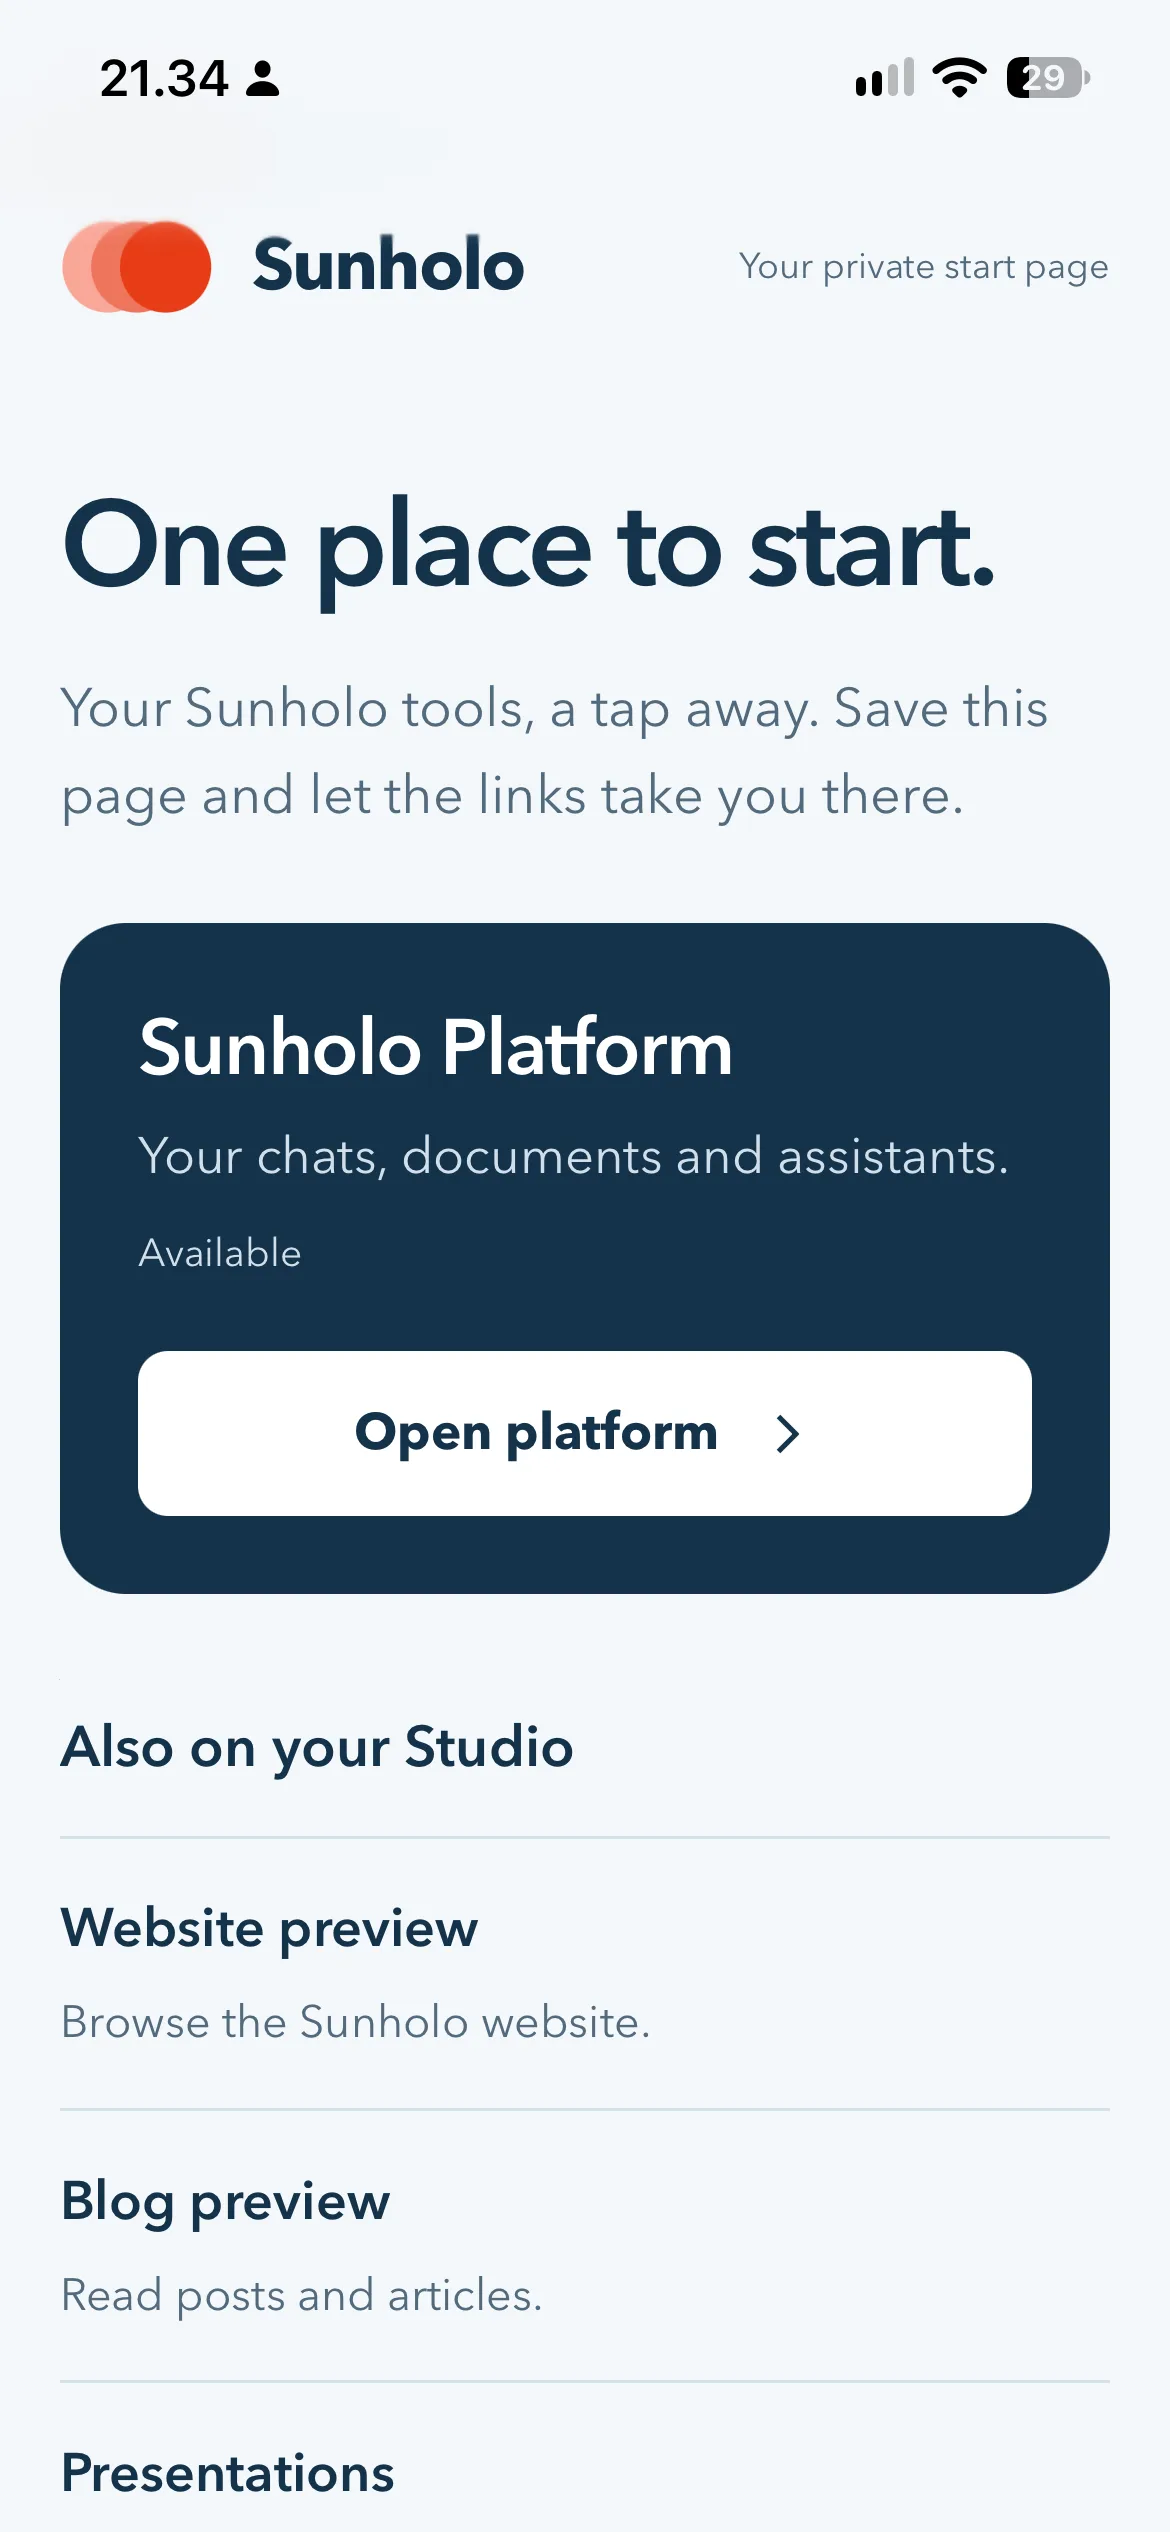 21.34
29
Sunholo
Your private start page
One place to start.
Your Sunholo tools, a tap away. Save this
page and let the links take you there.
Sunholo Platform
Your chats, documents and assistants.
Available
Open platform
Also on your Studio
Website preview
Browse the Sunholo website.
Blog preview
Read posts and articles.
Presentations